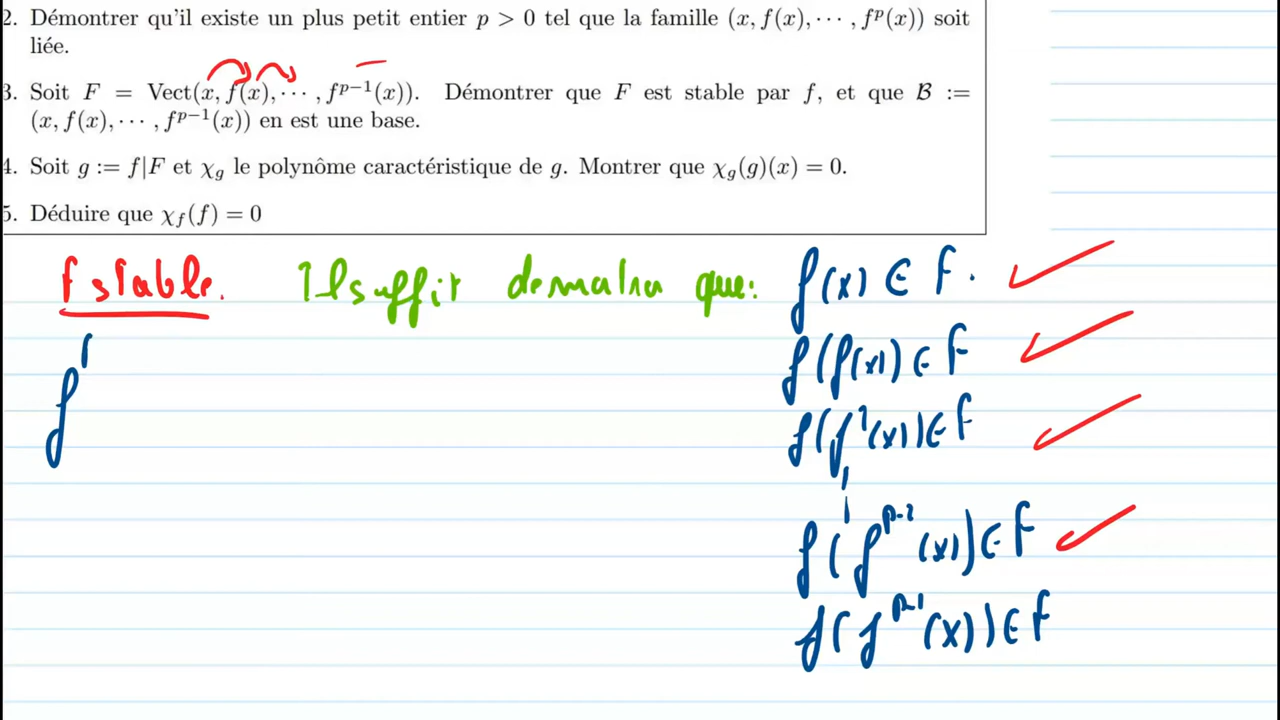 2. Démontrer qu'il existe un plus petit entier p > 0 tel que la famille (x, f(x), ⋯ , f^p(x)) soit
liée.
3. Soit F = Vect(x, f(x), ⋯ , f^{p−1}(x)). Démontrer que F est stable par f, et que B :=
(x, f(x), ⋯ , f^{p−1}(x)) en est une base.
4. Soit g := f|F et χ_g le polynôme caractéristique de g. Montrer que χ_g(g)(x) = 0.
5. Déduire que χ_f(f) = 0
F stable. Il suffit de que: f(x) ∈ F.
f(f(x)) ∈ F
f(f²(x)) ∈ F
f(f^{p-2}(x)) ∈ F
f(f^{p-1}(x)) ∈ F